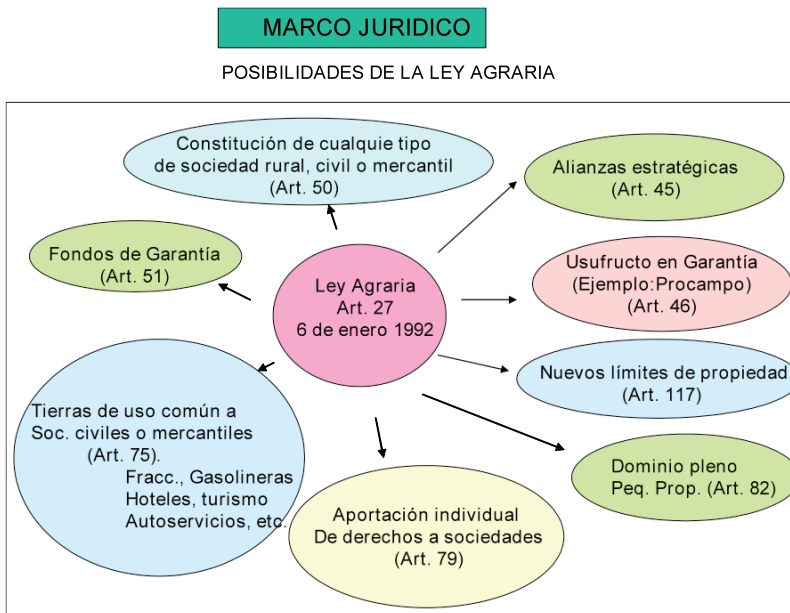 MARCO JURIDICO
POSIBILIDADES DE LA LEY AGRARIA
Constitución de cualquie tipo
de sociedad rural, civil o mercantil
(Art. 50)
Alianzas estratégicas
(Art. 45)
Fondos de Garantía
(Art. 51)
Ley Agraria
Art. 27
6 de enero 1992
Usufructo en Garantía
(Ejemplo:Procampo)
(Art. 46)
Nuevos límites de propiedad
(Art. 117)
Tierras de uso común a
Soc. civiles o mercantiles
(Art. 75).
Fracc., Gasolineras
Hoteles, turismo
Autoservicios, etc.
Dominio pleno
Peq. Prop. (Art. 82)
Aportación individual
De derechos a sociedades
(Art. 79)